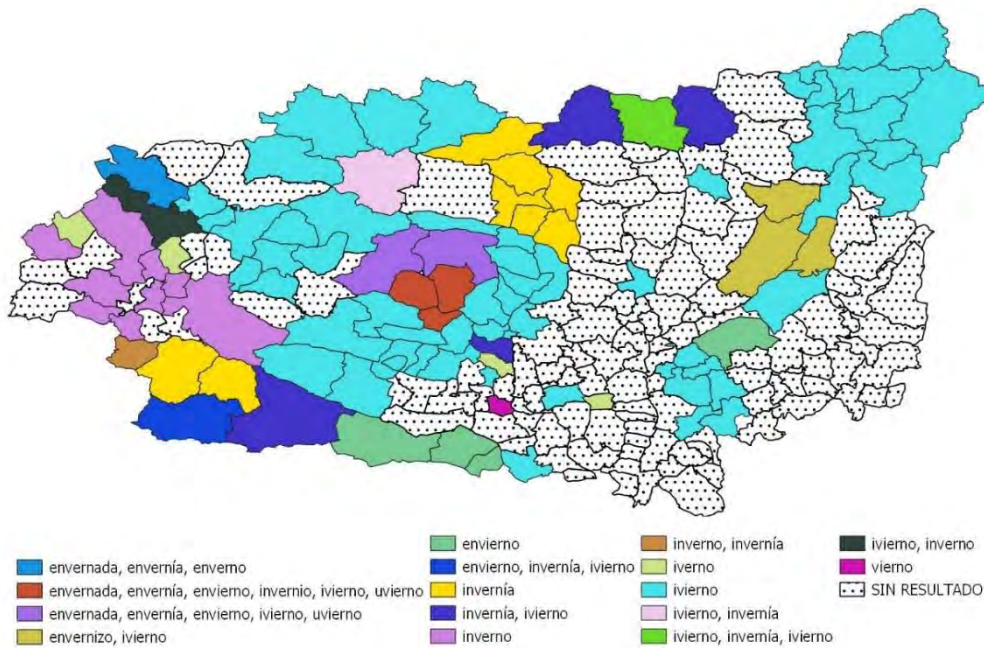 envernada, envernía, enverno
envernada, envernía, envierno, invernio, ivierno, uvierno
envernada, envernía, envierno, ivierno, uvierno
envernizo, ivierno
envierno
envierno, invernía, ivierno
invernía
invernía, ivierno
inverno
inverno, invernía
iverno
ivierno
ivierno, invernía
ivierno, invernía, ivierno
ivierno, inverno
vierno
SIN RESULTADO